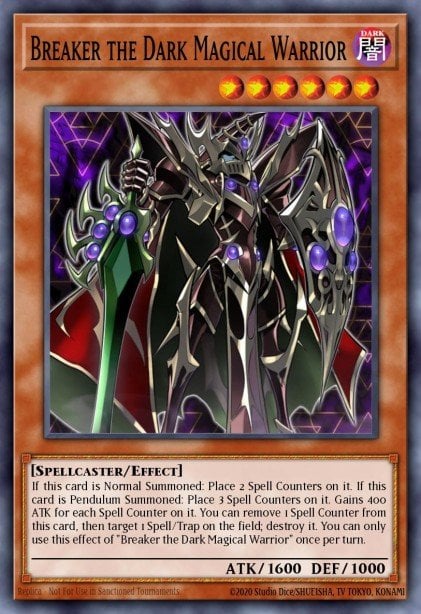 BREAKER THE DARK MAGICAL WARRIOR
DARK
闇
[SPELLCASTER/EFFECT]
If this card is Normal Summoned: Place 2 Spell Counters on it. If this
card is Pendulum Summoned: Place 3 Spell Counters on it. Gains 400
ATK for each Spell Counter on it. You can remove 1 Spell Counter from
this card, then target 1 Spell/Trap on the field; destroy it. You can only
use this effect of "Breaker the Dark Magical Warrior" once per turn.
ATK/1600 DEF/1000
Replica - Not For Use in Sanctioned Tournaments
©2020 Studio Dice/SHUEISHA, TV TOKYO, KONAMI